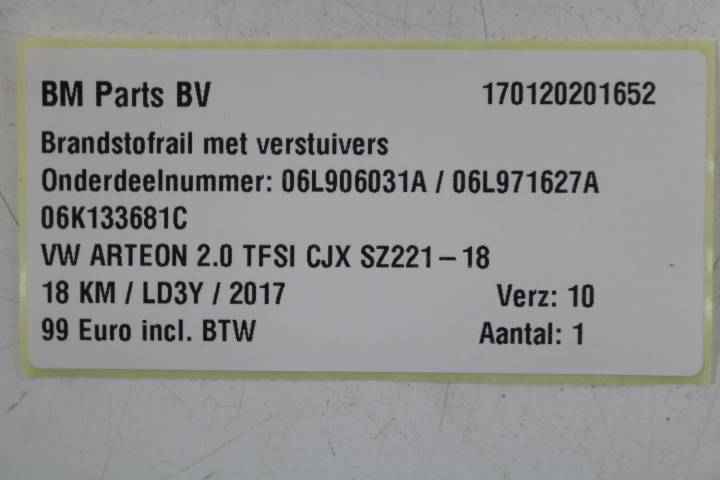 BM Parts BV 170120201652
Brandstofrail met verstuivers
Onderdeelnummer: 06L906031A / 06L971627A
06K133681C
VW ARTEON 2.0 TFSI CJX SZ221-18
18 KM / LD3Y / 2017 Verz: 10
99 Euro incl. BTW Aantal: 1